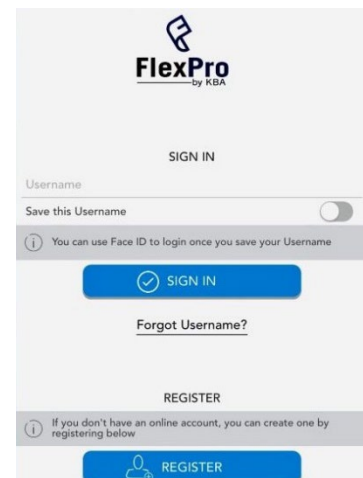 FlexPro
by KBA
SIGN IN
Username
Save this Username
You can use Face ID to login once you save your Username
SIGN IN
Forgot Username?
REGISTER
If you don't have an online account, you can create one by
registering below
REGISTER